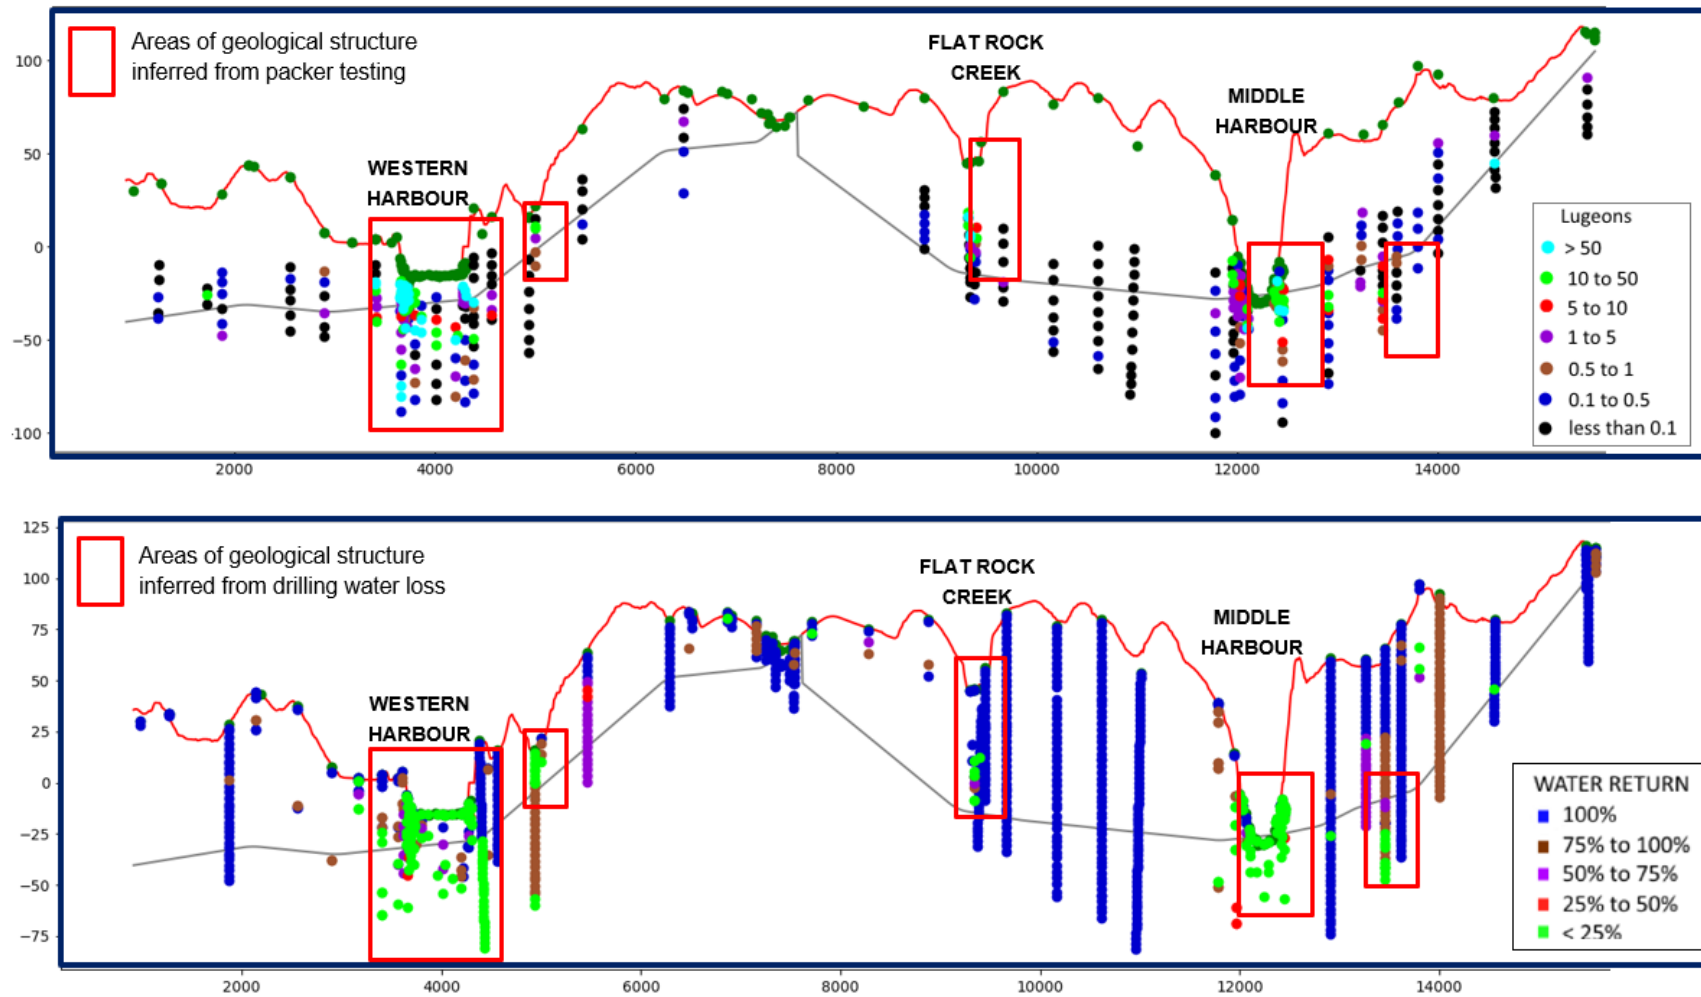 Areas of geological structure
inferred from packer testing
FLAT ROCK
CREEK
MIDDLE
HARBOUR
WESTERN
HARBOUR
100
50
0
−50
-100
2000
4000
6000
8000
10000
12000
14000
Lugeons
> 50
10 to 50
5 to 10
1 to 5
0.5 to 1
0.1 to 0.5
less than 0.1
Areas of geological structure
inferred from drilling water loss
FLAT ROCK
CREEK
MIDDLE
HARBOUR
WESTERN
HARBOUR
125
100
75
50
25
0
−25
−50
−75
2000
4000
6000
8000
10000
12000
14000
WATER RETURN
100%
75% to 100%
50% to 75%
25% to 50%
< 25%